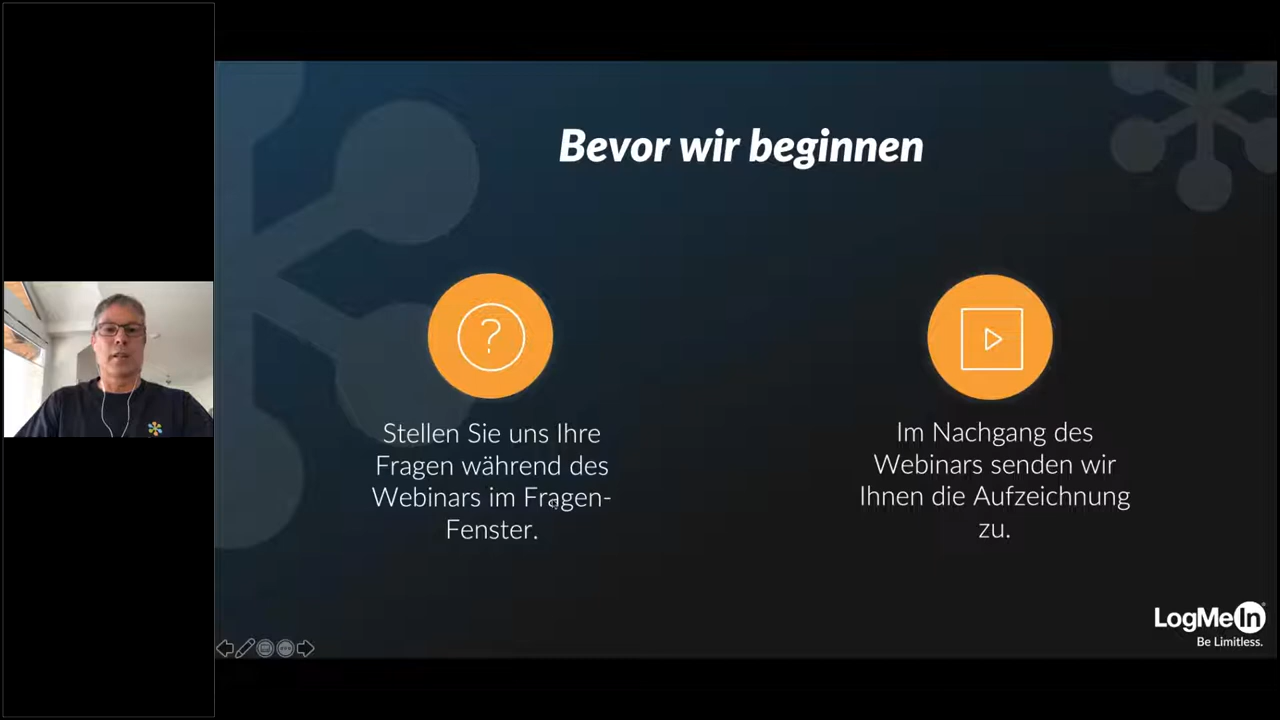 Bevor wir beginnen
?
Stellen Sie uns Ihre
Fragen während des
Webinars im Fragen-
Fenster.
Im Nachgang des
Webinars senden wir
Ihnen die Aufzeichnung
zu.
LogMeIn
Be Limitless.